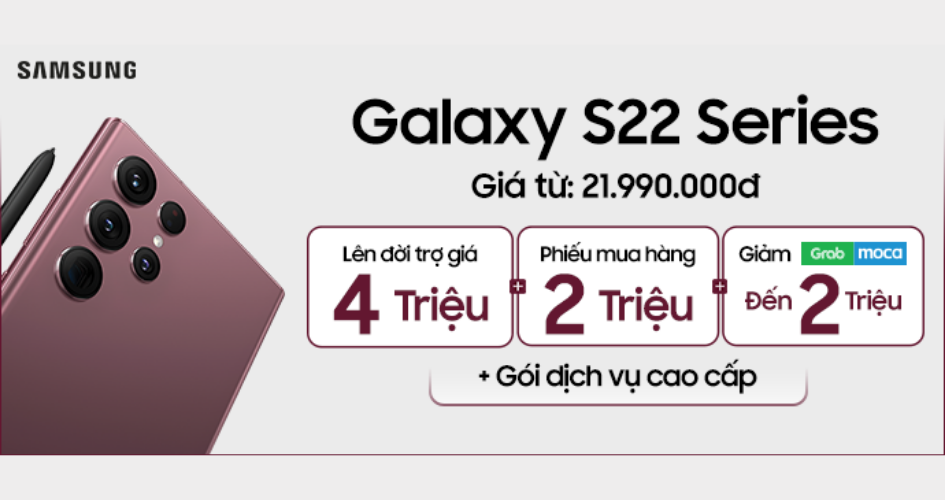 SAMSUNG
Galaxy S22 Series
Giá từ: 21.990.000đ
Lên đời trợ giá
4 Triệu
+
Phiếu mua hàng
2 Triệu
+
Giảm Grab moca
Đến 2 Triệu
+ Gói dịch vụ cao cấp